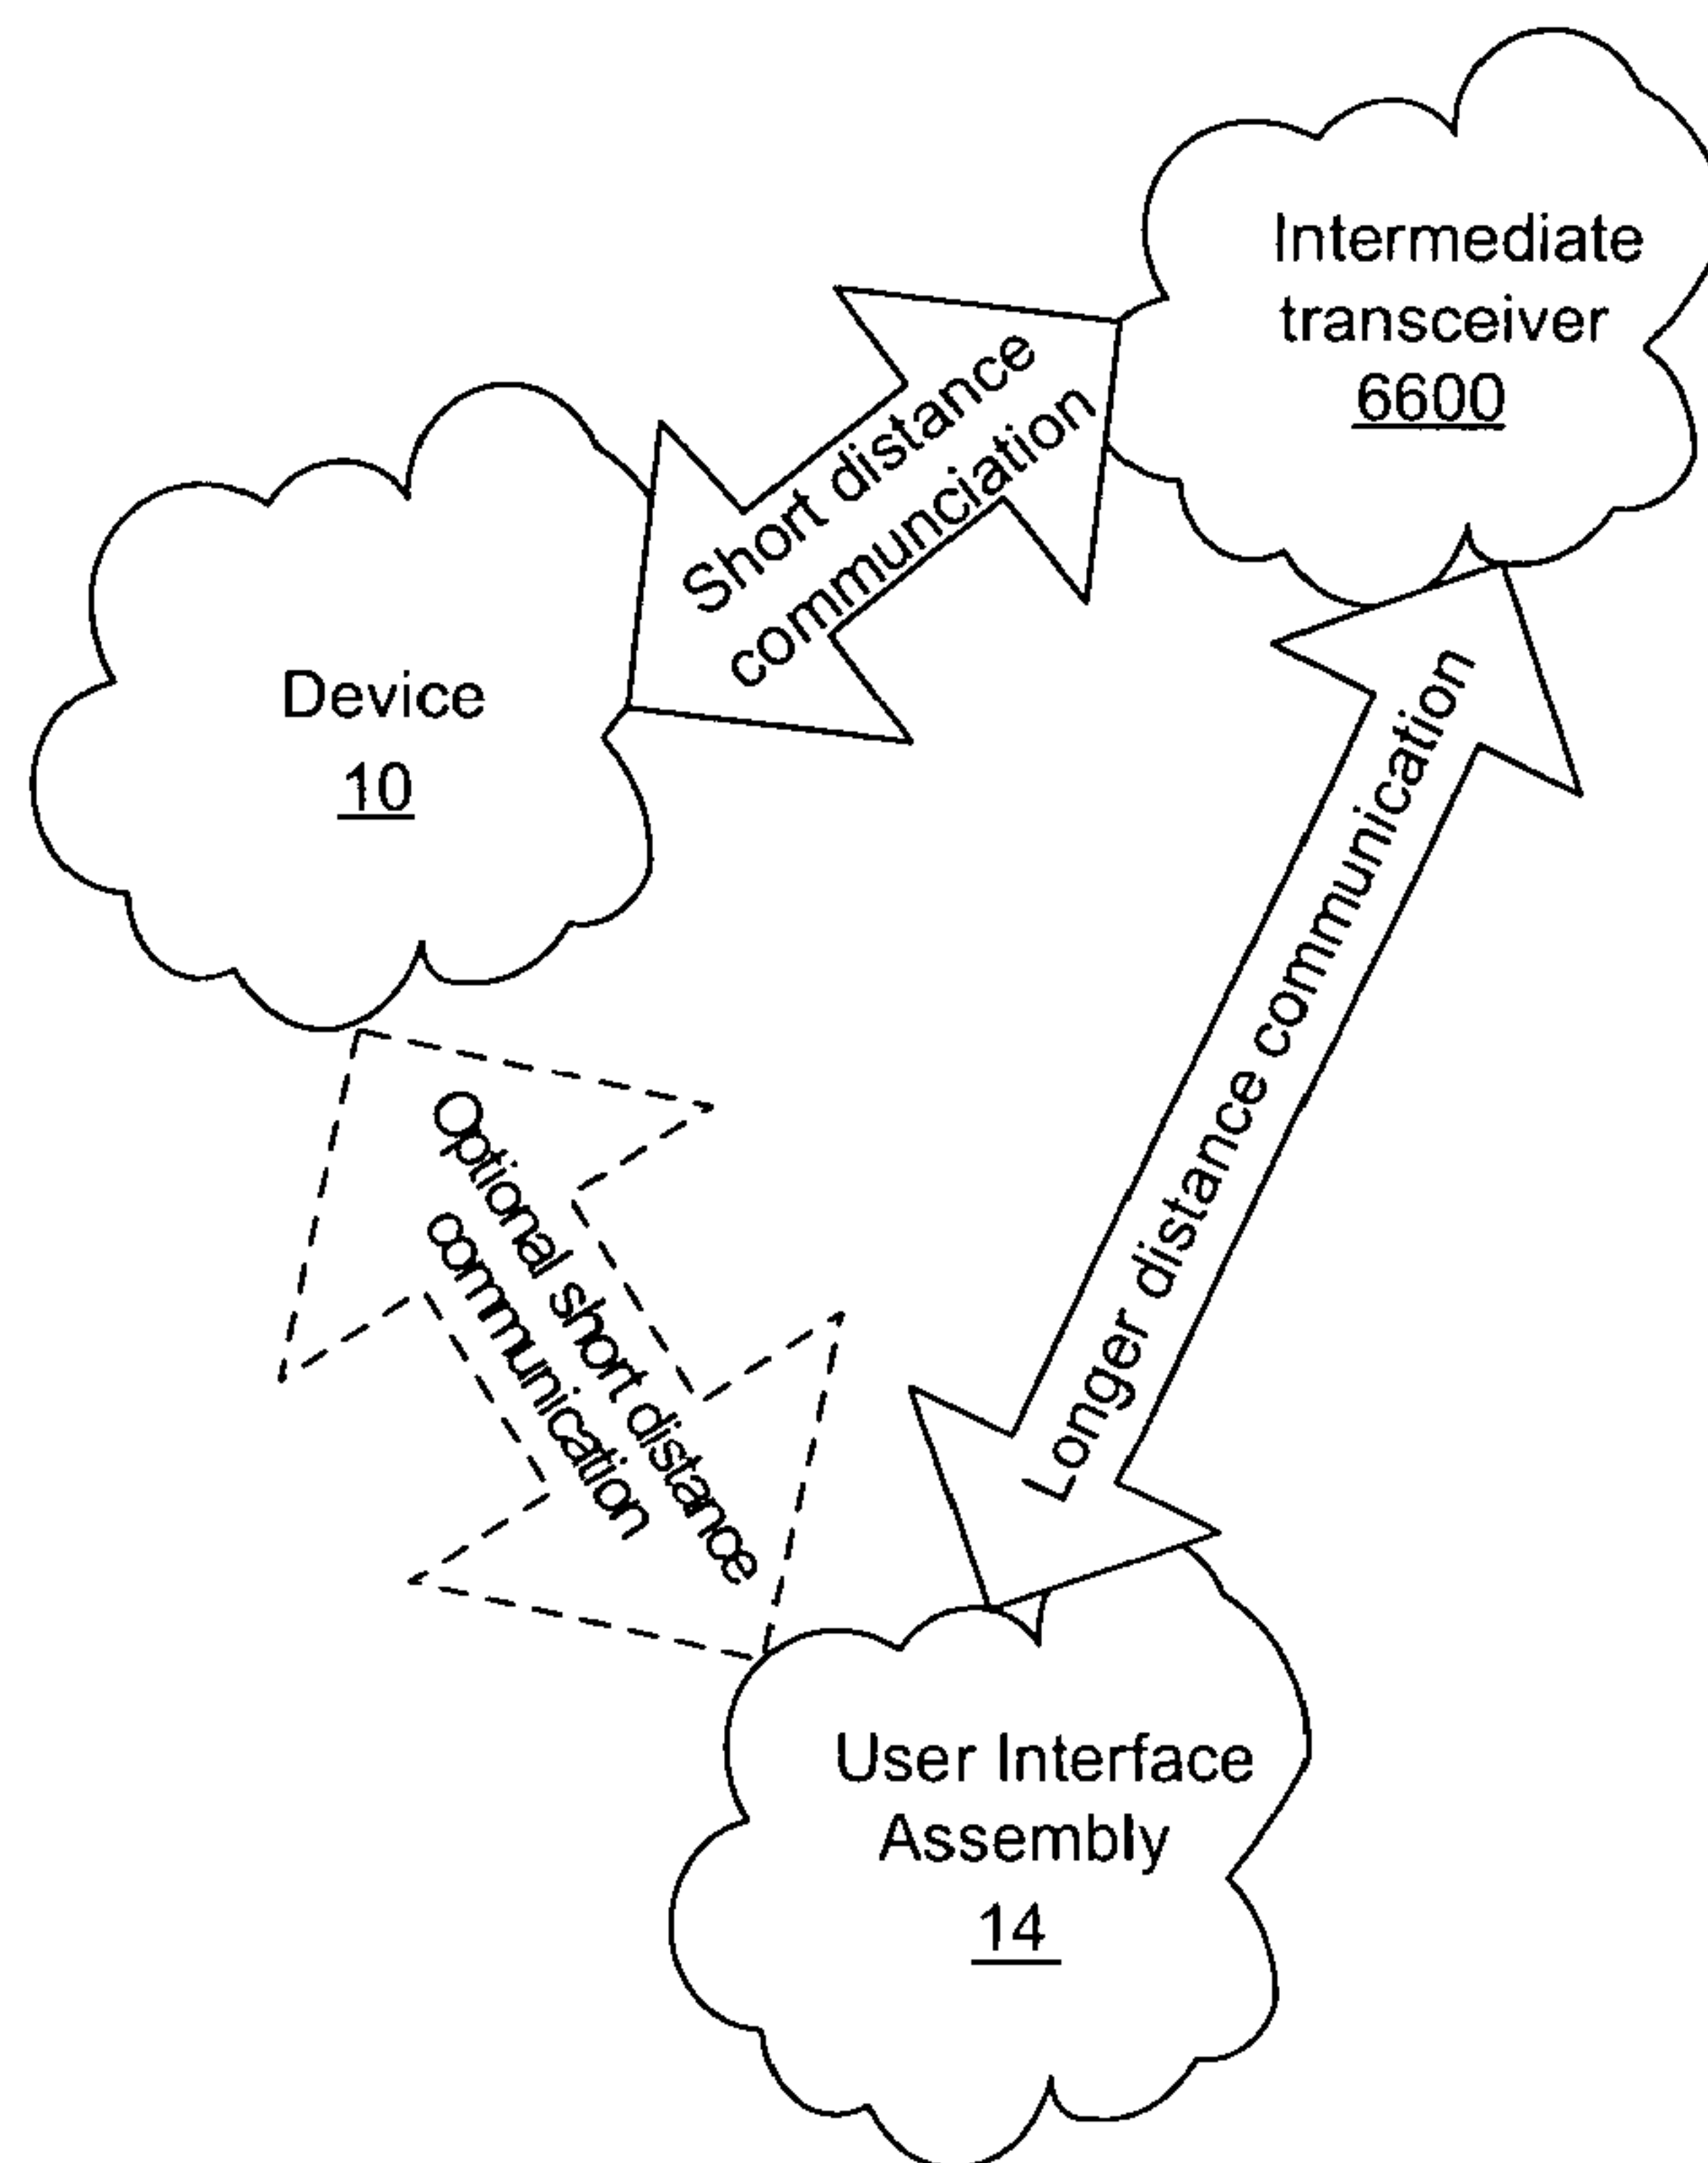 Intermediate
transceiver
6600
Short distance
communciation
Device
10
Longer distance communication
Optional short distance
communication
User Interface
Assembly
14